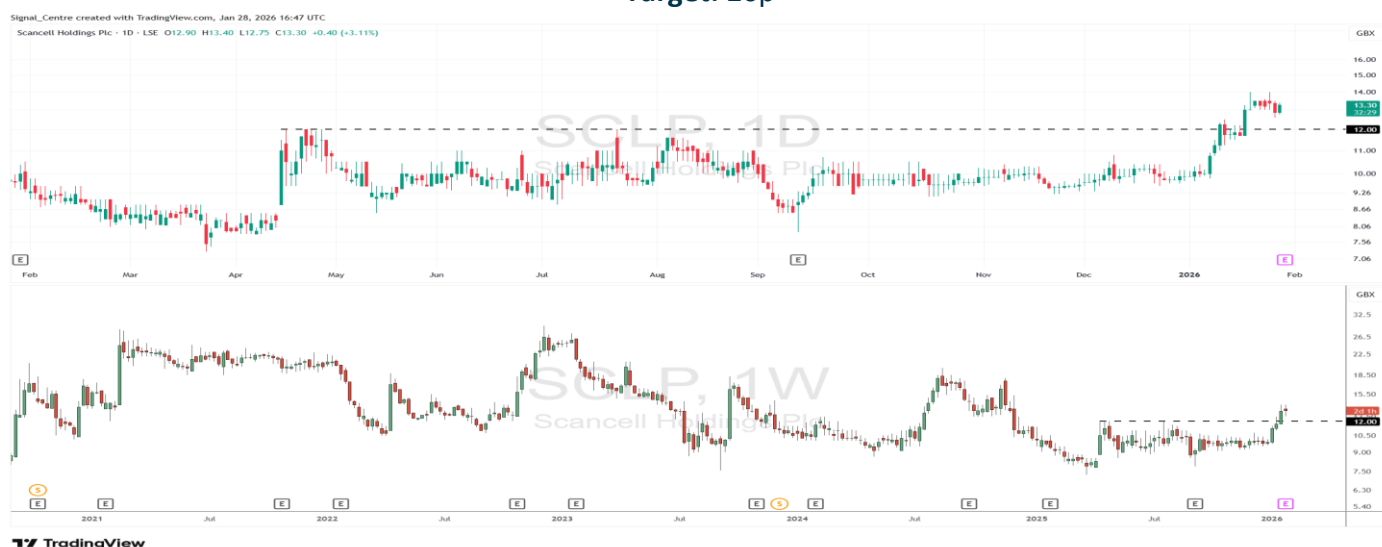 Signal_Centre created with TradingView.com, Jan 28, 2026 16:47 UTC
Scancell Holdings Plc · 1D · LSE O12.90 H13.40 L12.75 C13.30 +0.40 (+3.11%)
GBX
16.00
15.00
14.00
13.30
22:29
12.00
11.00
10.00
9.26
8.66
8.06
7.56
7.06
SCLP, 1D
Scancell Holdings Plc
E E E
Feb Mar Apr May Jun Jul Aug Sep Oct Nov Dec 2026 Feb
GBX
32.5
26.5
22.5
18.50
15.50
2d 1h
12.00
10.50
9.00
7.50
6.30
5.40
SCLP, 1W
Scancell Holdings Plc
S S
E E E E E E E E E E E E E
2021 Jul 2022 Jul 2023 Jul 2024 Jul 2025 Jul 2026
TradingView